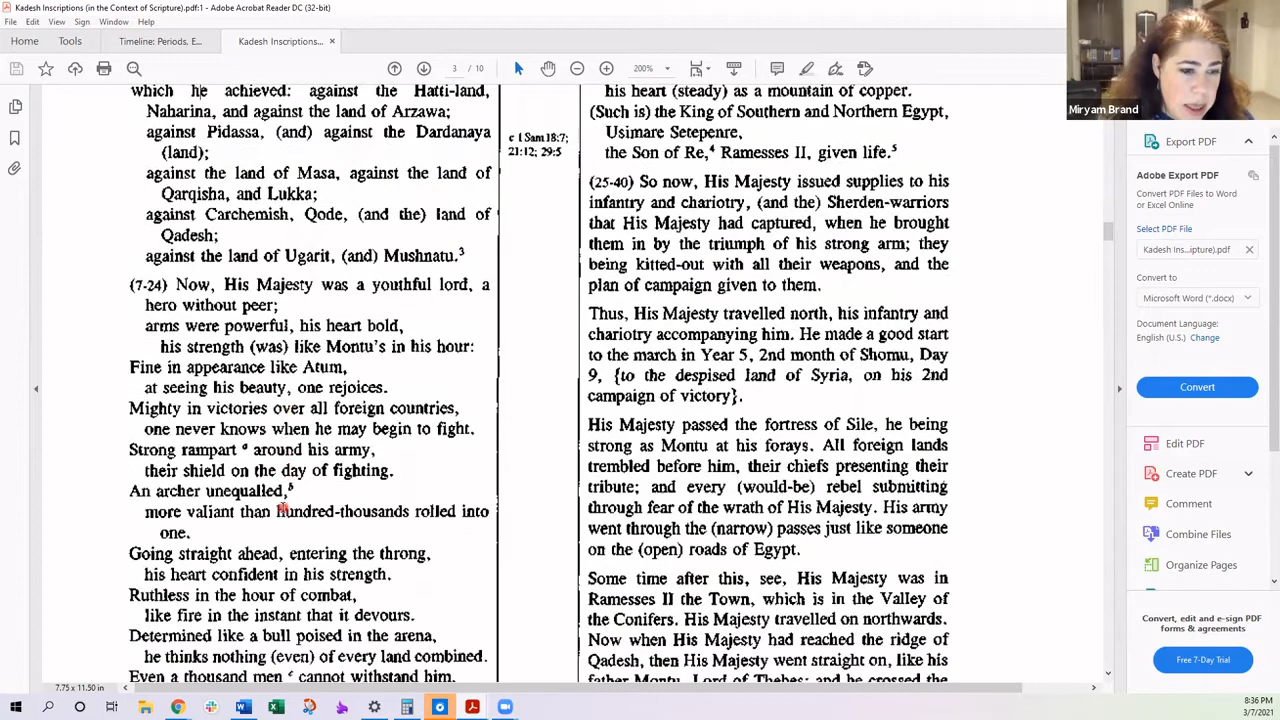 Kadesh Inscriptions (in the Context of Scripture).pdf:1 - Adobe Acrobat Reader DC (32-bit)
File Edit View Sign Window Help
Home Tools Timeline: Periods, E... Kadesh Inscriptions... ×
3 / 10 200%
which he achieved: against the Hatti-land,
Naharina, and against the land of Arzawa;
against Pidassa, (and) against the Dardanaya
(land);
against the land of Masa, against the land of
Qarqisha, and Lukka;
against Carchemish, Qode, (and the) land of
Qadesh;
against the land of Ugarit, (and) Mushnatu.³
(7-24) Now, His Majesty was a youthful lord, a
hero without peer;
arms were powerful, his heart bold,
his strength (was) like Montu's in his hour:
Fine in appearance like Atum,
at seeing his beauty, one rejoices.
Mighty in victories over all foreign countries,
one never knows when he may begin to fight.
Strong rampart ᵃ around his army,
their shield on the day of fighting.
An archer unequalled,ᵇ
more valiant than hundred-thousands rolled into
one.
Going straight ahead, entering the throng,
his heart confident in his strength.
Ruthless in the hour of combat,
like fire in the instant that it devours.
Determined like a bull poised in the arena,
he thinks nothing (even) of every land combined.
Even a thousand men ᶜ cannot withstand him,
c 1 Sam 18:7;
21:12; 29:5
his heart (steady) as a mountain of copper.
(Such is) the King of Southern and Northern Egypt,
Usimare Setepenre,
the Son of Re,⁴ Ramesses II, given life.⁵
(25-40) So now, His Majesty issued supplies to his
infantry and chariotry, (and the) Sherden-warriors
that His Majesty had captured, when he brought
them in by the triumph of his strong arm; they
being kitted-out with all their weapons, and the
plan of campaign given to them.
Thus, His Majesty travelled north, his infantry and
chariotry accompanying him. He made a good start
to the march in Year 5, 2nd month of Shomu, Day
9, {to the despised land of Syria, on his 2nd
campaign of victory}.
His Majesty passed the fortress of Sile, he being
strong as Montu at his forays. All foreign lands
trembled before him, their chiefs presenting their
tribute; and every (would-be) rebel submitting
through fear of the wrath of His Majesty. His army
went through the (narrow) passes just like someone
on the (open) roads of Egypt.
Some time after this, see, His Majesty was in
Ramesses II the Town, which is in the Valley of
the Conifers. His Majesty travelled on northwards.
Now when His Majesty had reached the ridge of
Qadesh, then His Majesty went straight on, like his
father Montu, Lord of Thebes; and he crossed the
7.75 x 11.50 in
Miryam Brand
Export PDF
Adobe Export PDF
Convert PDF Files to Word
or Excel Online
Select PDF File
Kadesh Ins...ipture).pdf ×
Convert to
Microsoft Word (*.docx)
Document Language:
English (U.S.) Change
Convert
Edit PDF
Create PDF
Comment
Combine Files
Organize Pages
Convert, edit and e-sign PDF
forms & agreements
Free 7-Day Trial
8:36 PM
3/7/2021